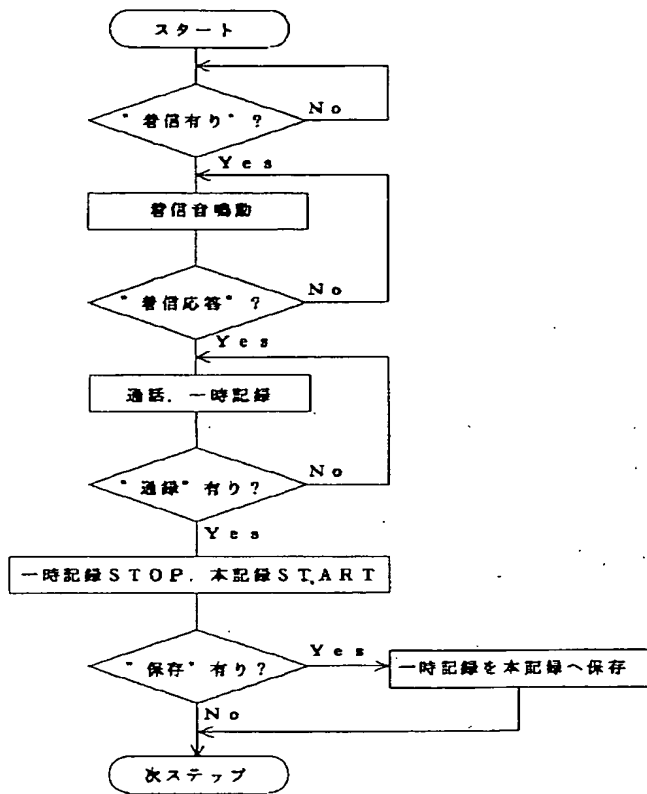 スタート
"着信有り"？
No
Yes
着信音鳴動
"着信応答"？
No
Yes
通話．一時記録
"通録"有り？
No
Yes
一時記録STOP．本記録START
"保存"有り？
Yes
一時記録を本記録へ保存
No
次ステップ